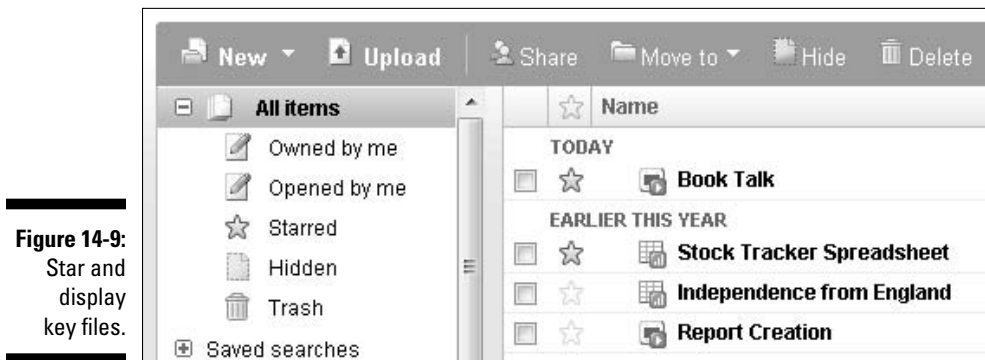 New Upload Share Move to Hide Delete
All items
Owned by me
Opened by me
Starred
Hidden
Trash
Saved searches
Name
TODAY
Book Talk
EARLIER THIS YEAR
Stock Tracker Spreadsheet
Independence from England
Report Creation
Figure 14-9:
Star and
display
key files.